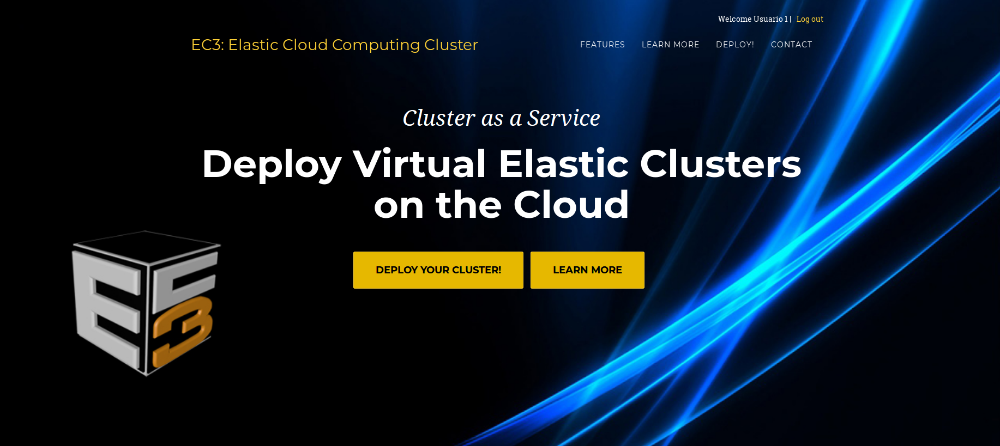 Welcome Usuario 1 | Log out
EC3: Elastic Cloud Computing Cluster
FEATURES LEARN MORE DEPLOY! CONTACT
Cluster as a Service
Deploy Virtual Elastic Clusters
on the Cloud
DEPLOY YOUR CLUSTER! LEARN MORE
EC3